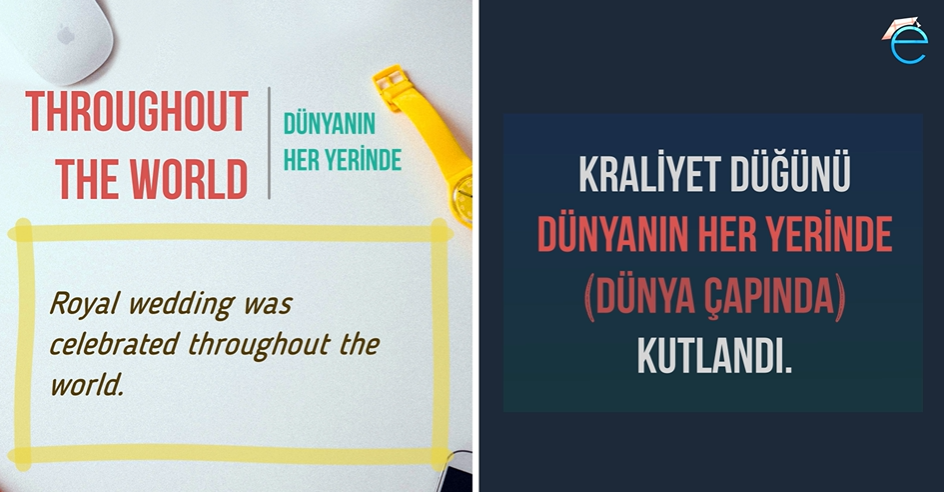 THROUGHOUT
THE WORLD
DÜNYANIN
HER YERİNDE
Royal wedding was
celebrated throughout the
world.
KRALİYET DÜĞÜNÜ
DÜNYANIN HER YERİNDE
(DÜNYA ÇAPINDA)
KUTLANDI.